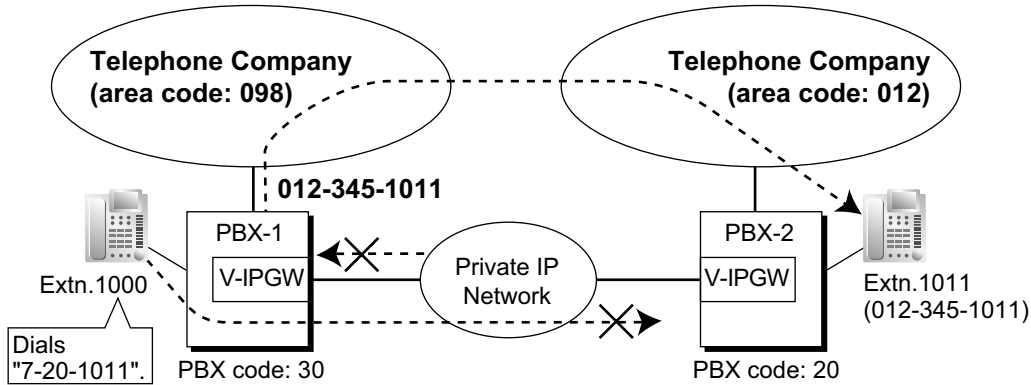 Telephone Company
(area code: 098)
Telephone Company
(area code: 012)
012-345-1011
PBX-1
PBX-2
V-IPGW
Private IP
Network
V-IPGW
Extn.1000
Extn.1011
(012-345-1011)
Dials
"7-20-1011".
PBX code: 30
PBX code: 20